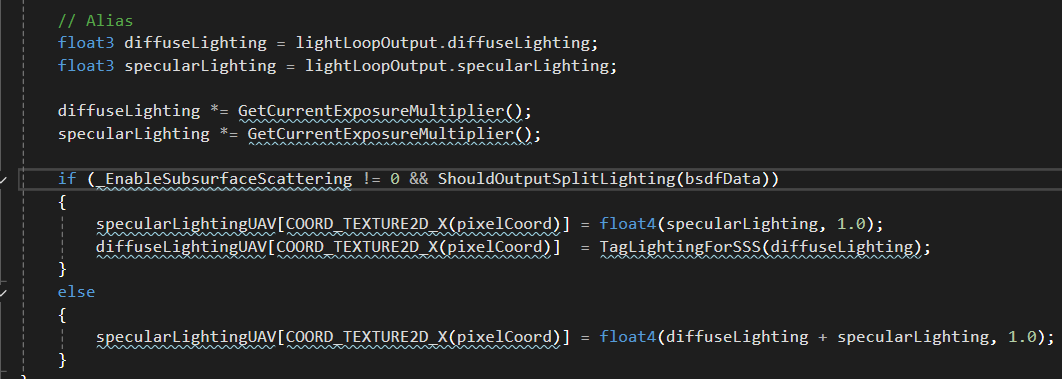 // Alias
float3 diffuseLighting = lightLoopOutput.diffuseLighting;
float3 specularLighting = lightLoopOutput.specularLighting;
diffuseLighting *= GetCurrentExposureMultiplier();
specularLighting *= GetCurrentExposureMultiplier();
if (_EnableSubsurfaceScattering != 0 && ShouldOutputSplitLighting(bsdfData))
{
specularLightingUAV[COORD_TEXTURE2D_X(pixelCoord)] = float4(specularLighting, 1.0);
diffuseLightingUAV[COORD_TEXTURE2D_X(pixelCoord)]  = TagLightingForSSS(diffuseLighting);
}
else
{
specularLightingUAV[COORD_TEXTURE2D_X(pixelCoord)] = float4(diffuseLighting + specularLighting, 1.0);
}